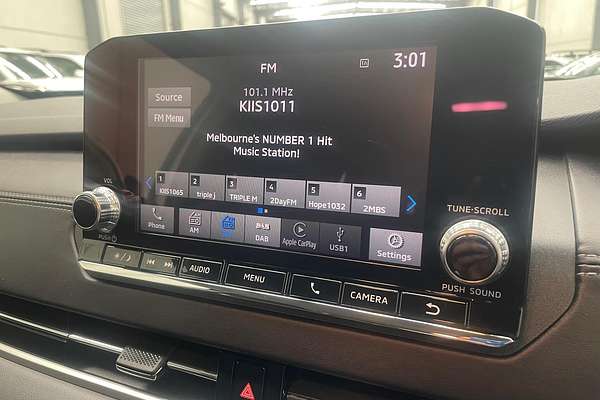 FM
TA
3:01
101.1 MHz
KIIS1011
Source
FM Menu
Melbourne's NUMBER 1 Hit
Music Station!
1 KIIS1065
2 triple j
3 TRIPLE M
4 2DayFM
5 Hope1032
6 2MBS
Phone
AM
DAB
Apple CarPlay
USB1
Settings
VOL
PUSH
TUNE·SCROLL
PUSH SOUND
AUDIO
MENU
CAMERA